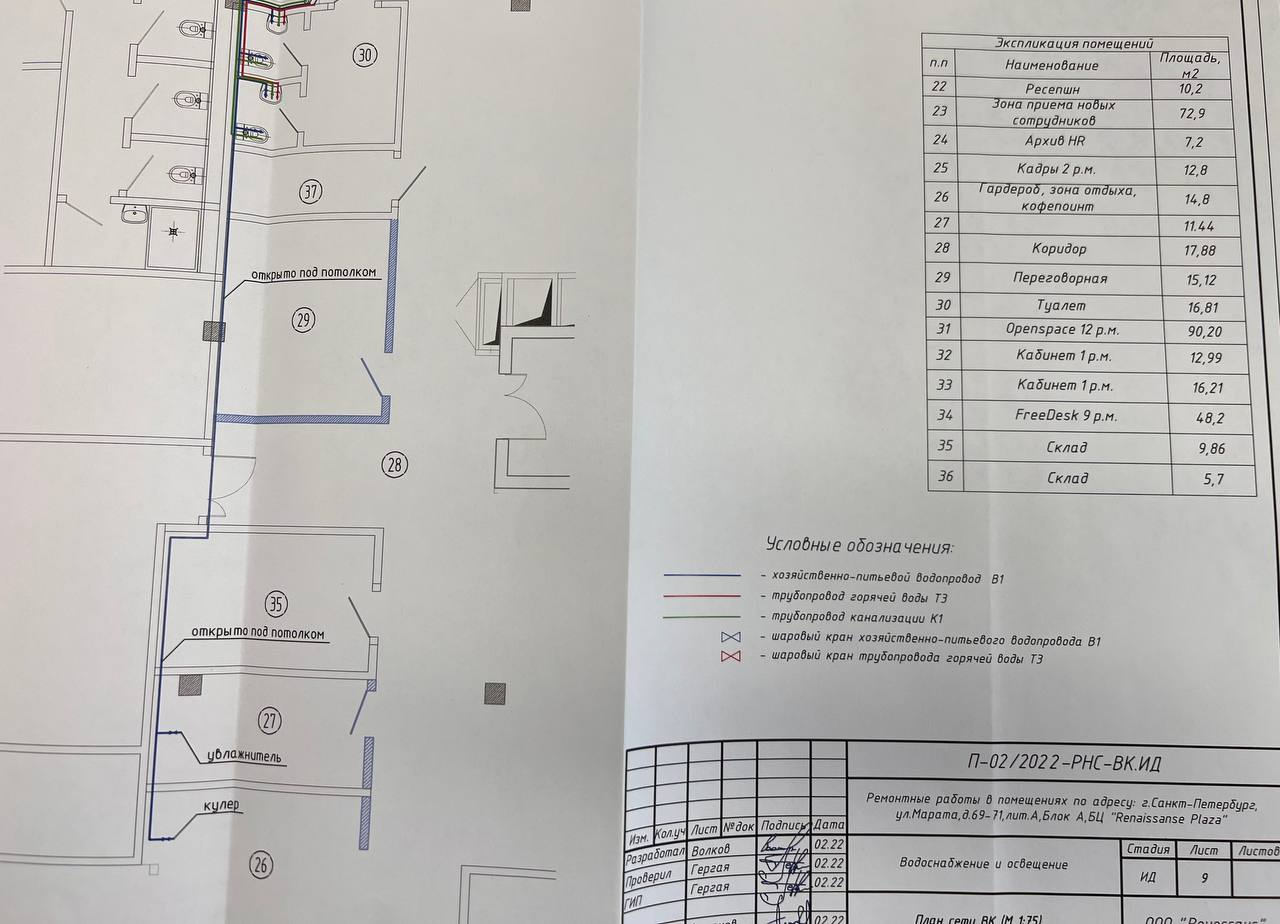 30
37
открыто под потолком
29
28
35
открыто под потолком
27
увлажнитель
кулер
26
Экспликация помещений
п.п Наименование Площадь, м2
22 Ресепшн 10,2
23 Зона приема новых сотрудников 72,9
24 Архив HR 7,2
25 Кадры 2 р.м. 12,8
26 Гардероб, зона отдыха, кофепоинт 14,8
27 11.44
28 Коридор 17,88
29 Переговорная 15,12
30 Туалет 16,81
31 Openspace 12 р.м. 90,20
32 Кабинет 1 р.м. 12,99
33 Кабинет 1 р.м. 16,21
34 FreeDesk 9 р.м. 48,2
35 Склад 9,86
36 Склад 5,7
Условные обозначения:
- хозяйственно-питьевой водопровод В1
- трубопровод горячей воды Т3
- трубопровод канализации К1
- шаровый кран хозяйственно-питьевого водопровода В1
- шаровый кран трубопровода горячей воды Т3
П-02/2022-РНС-ВК.ИД
Ремонтные работы в помещениях по адресу: г.Санкт-Петербург,
ул.Марата,д.69-71,лит.А,Блок А,БЦ "Renaissanse Plaza"
Изм. Кол.уч Лист №док Подпись Дата
Разработал Волков 02.22
Проверил Гергая 02.22
ГИП Гергая 02.22
02.22
Водоснабжение и освещение
Стадия Лист Листов
ИД 9
План сети ВК (М 1:75)
ООО